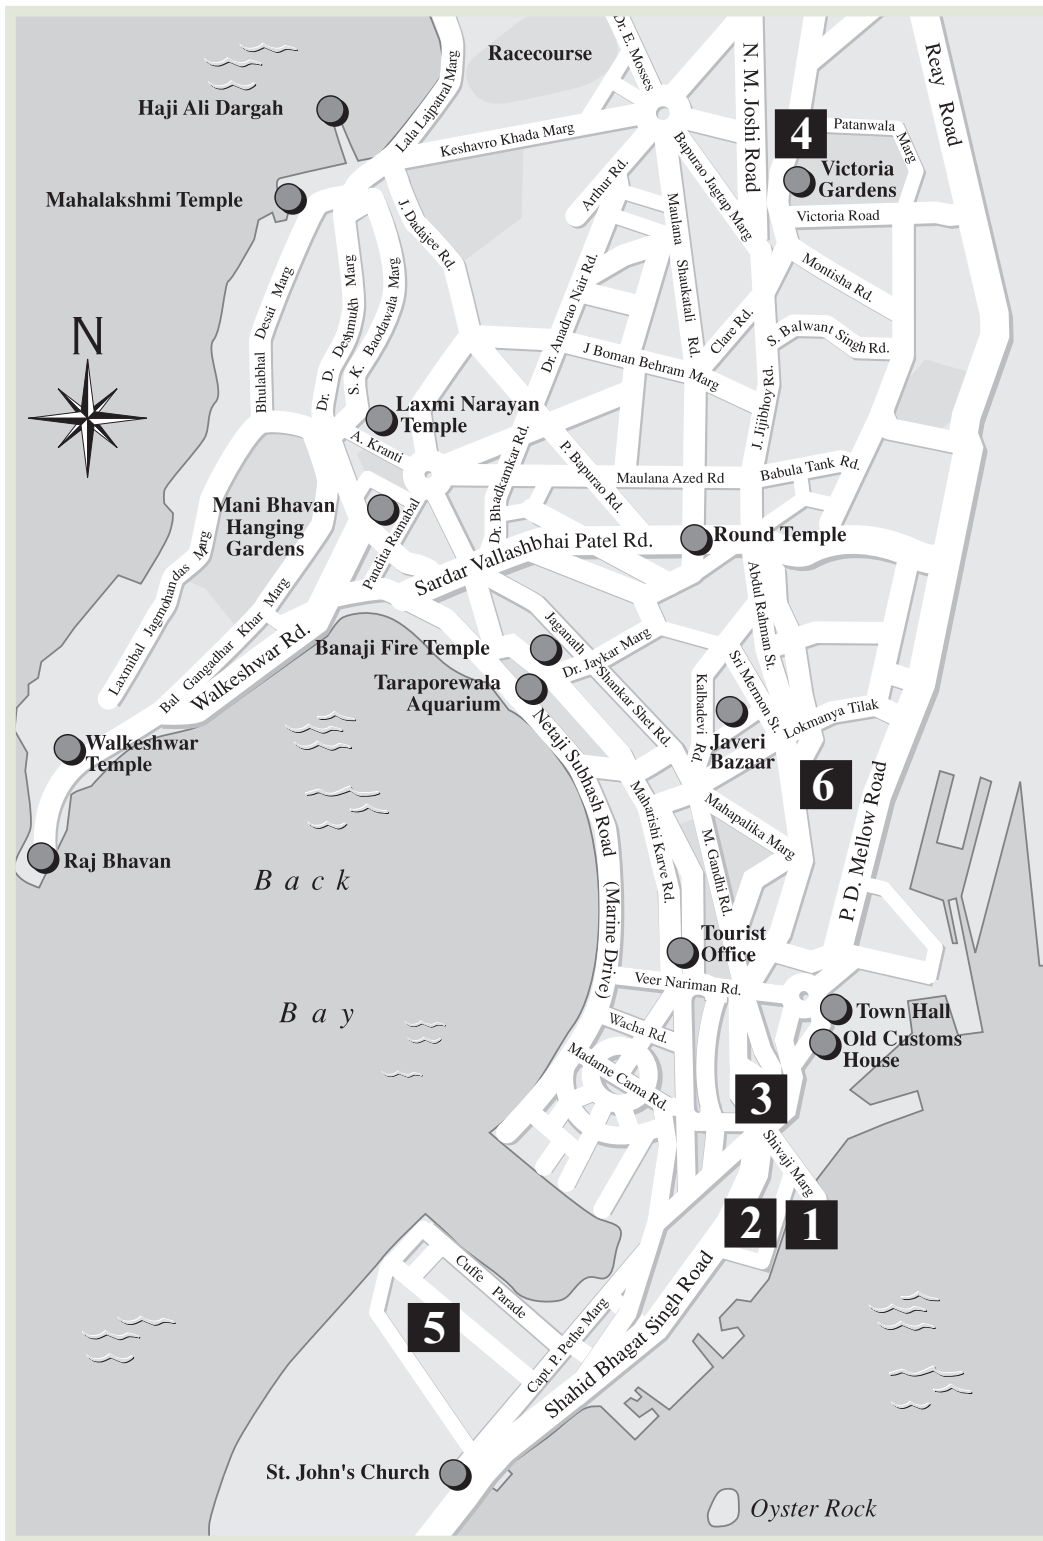 Racecourse
Dr. E. Mosses
N. M. Joshi Road
Reay Road
Haji Ali Dargah
Lala Lajpatral Marg
Keshavro Khada Marg
4
Patanwala Marg
Mahalakshmi Temple
Arthur Rd.
Bapurao Jagtap Marg
Victoria
Gardens
Victoria Road
J. Dadajee Rd.
Maulana Shaukatali Rd.
Montisha Rd.
Bhulabhal Desai Marg
Dr. D. Deshmukh Marg
S. K. Baodawala Marg
Dr. Anadrao Nair Rd.
Clare Rd.
S. Balwant Singh Rd.
N
J Boman Behram Marg
J. Jijibhoy Rd.
Laxmi Narayan
Temple
A. Kranti
Dr. Bhadkamkar Rd.
P. Bapurao Rd.
Maulana Azed Rd
Babula Tank Rd.
Mani Bhavan
Hanging
Gardens
Pandita Ramabal
Sardar Vallashbhai Patel Rd.
Round Temple
Laxmibal Jagmohandas Marg
Bal Gangadhar Khar Marg
Walkeshwar Rd.
Abdul Rahman St.
Banaji Fire Temple
Jaganath Shankar Shet Rd.
Dr. Jaykar Marg
Sri Mermon St.
Taraporewala
Aquarium
Kalbadevi Rd.
Lokmanya Tilak
Walkeshwar
Temple
Netaji Subhash Road (Marine Drive)
Javeri
Bazaar
6
P. D. Mellow Road
Maharishi Karve Rd.
Mahapalika Marg
M. Gandhi Rd.
Raj Bhavan
Back
Tourist
Office
Veer Nariman Rd.
Bay
Wacha Rd.
Town Hall
Old Customs
House
Madame Cama Rd.
3
Shivaji Marg
2
1
Cuffe Parade
5
Capt. P. Pethe Marg
Shahid Bhagat Singh Road
St. John's Church
Oyster Rock